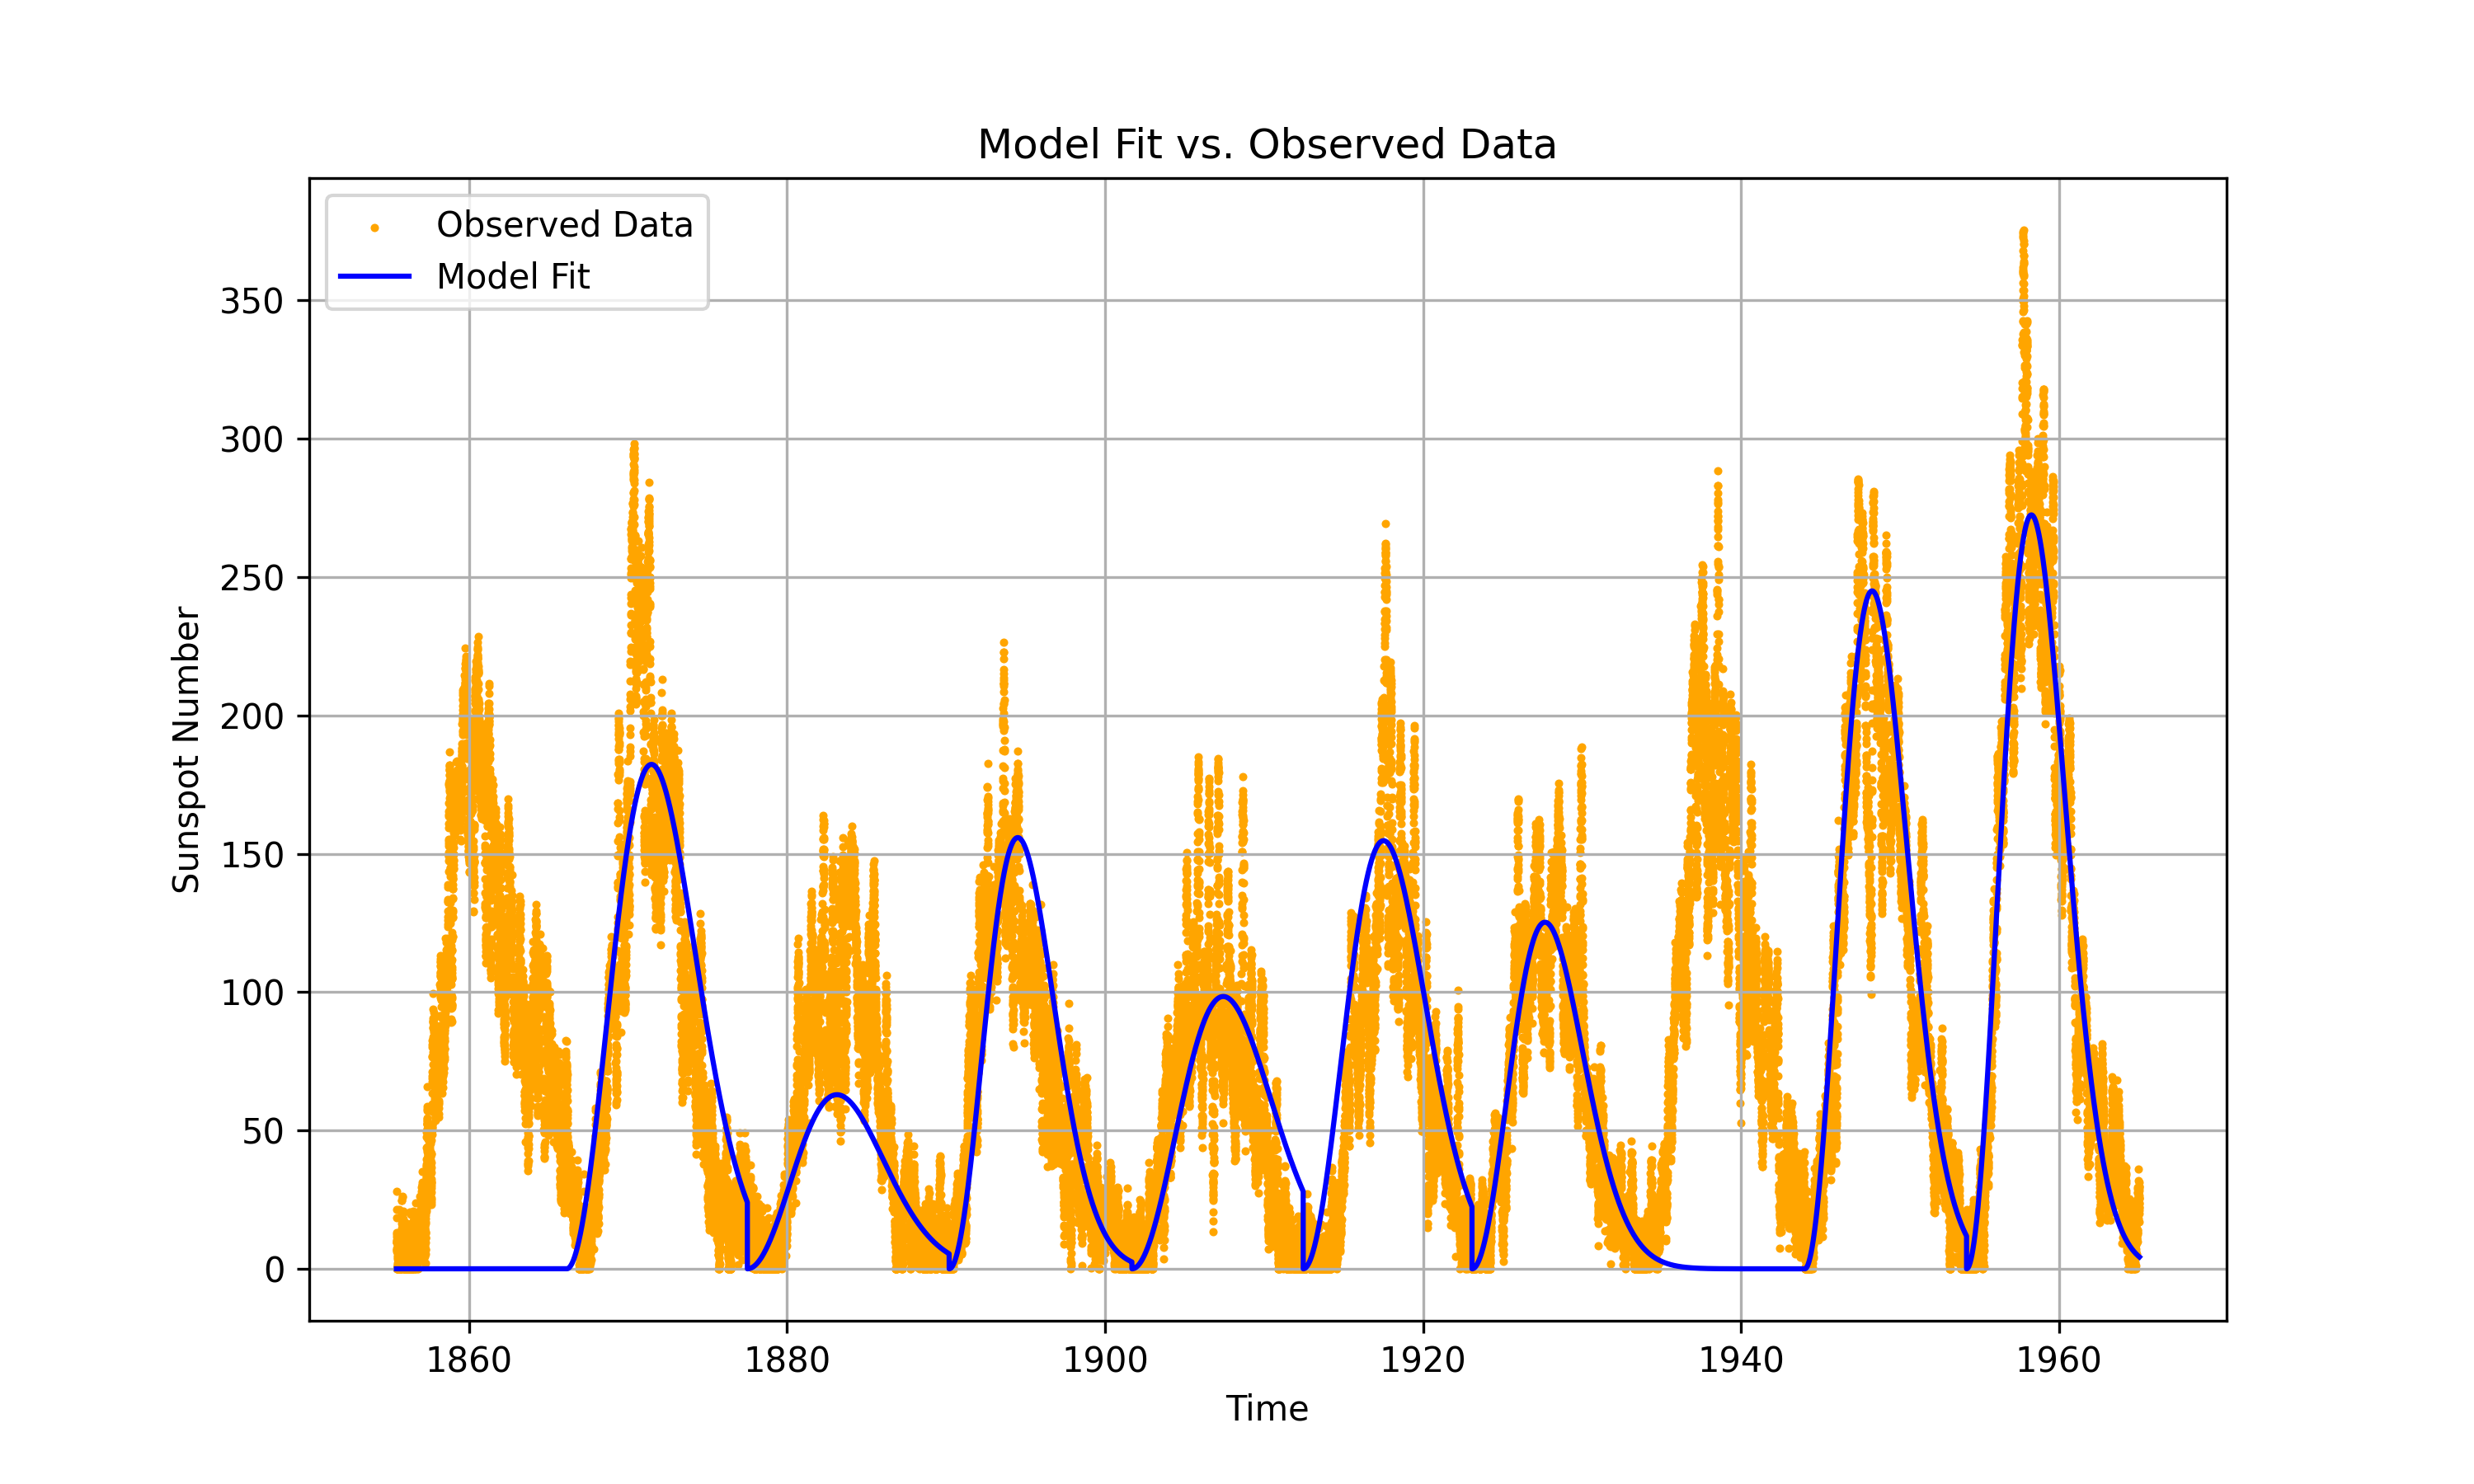 Model Fit vs. Observed Data
Observed Data
Model Fit
Sunspot Number
350
300
250
200
150
100
50
0
1860 1880 1900 1920 1940 1960
Time